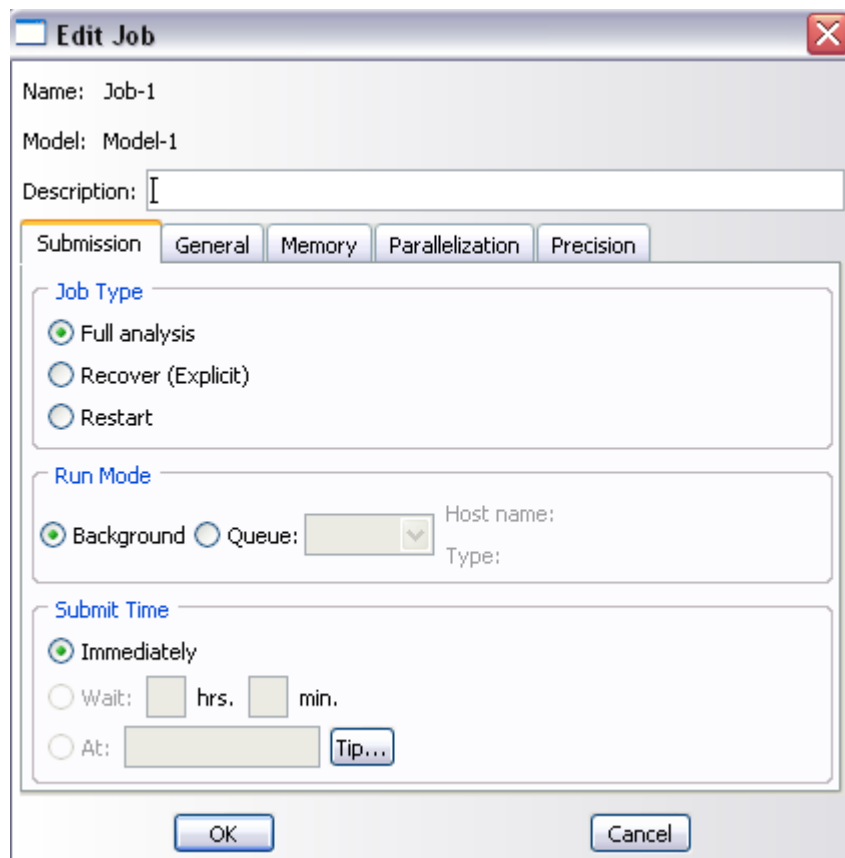 Edit Job
Name: Job-1
Model: Model-1
Description:
Submission General Memory Parallelization Precision
Job Type
Full analysis
Recover (Explicit)
Restart
Run Mode
Background Queue: Host name:
Type:
Submit Time
Immediately
Wait: hrs. min.
At: Tip...
OK Cancel